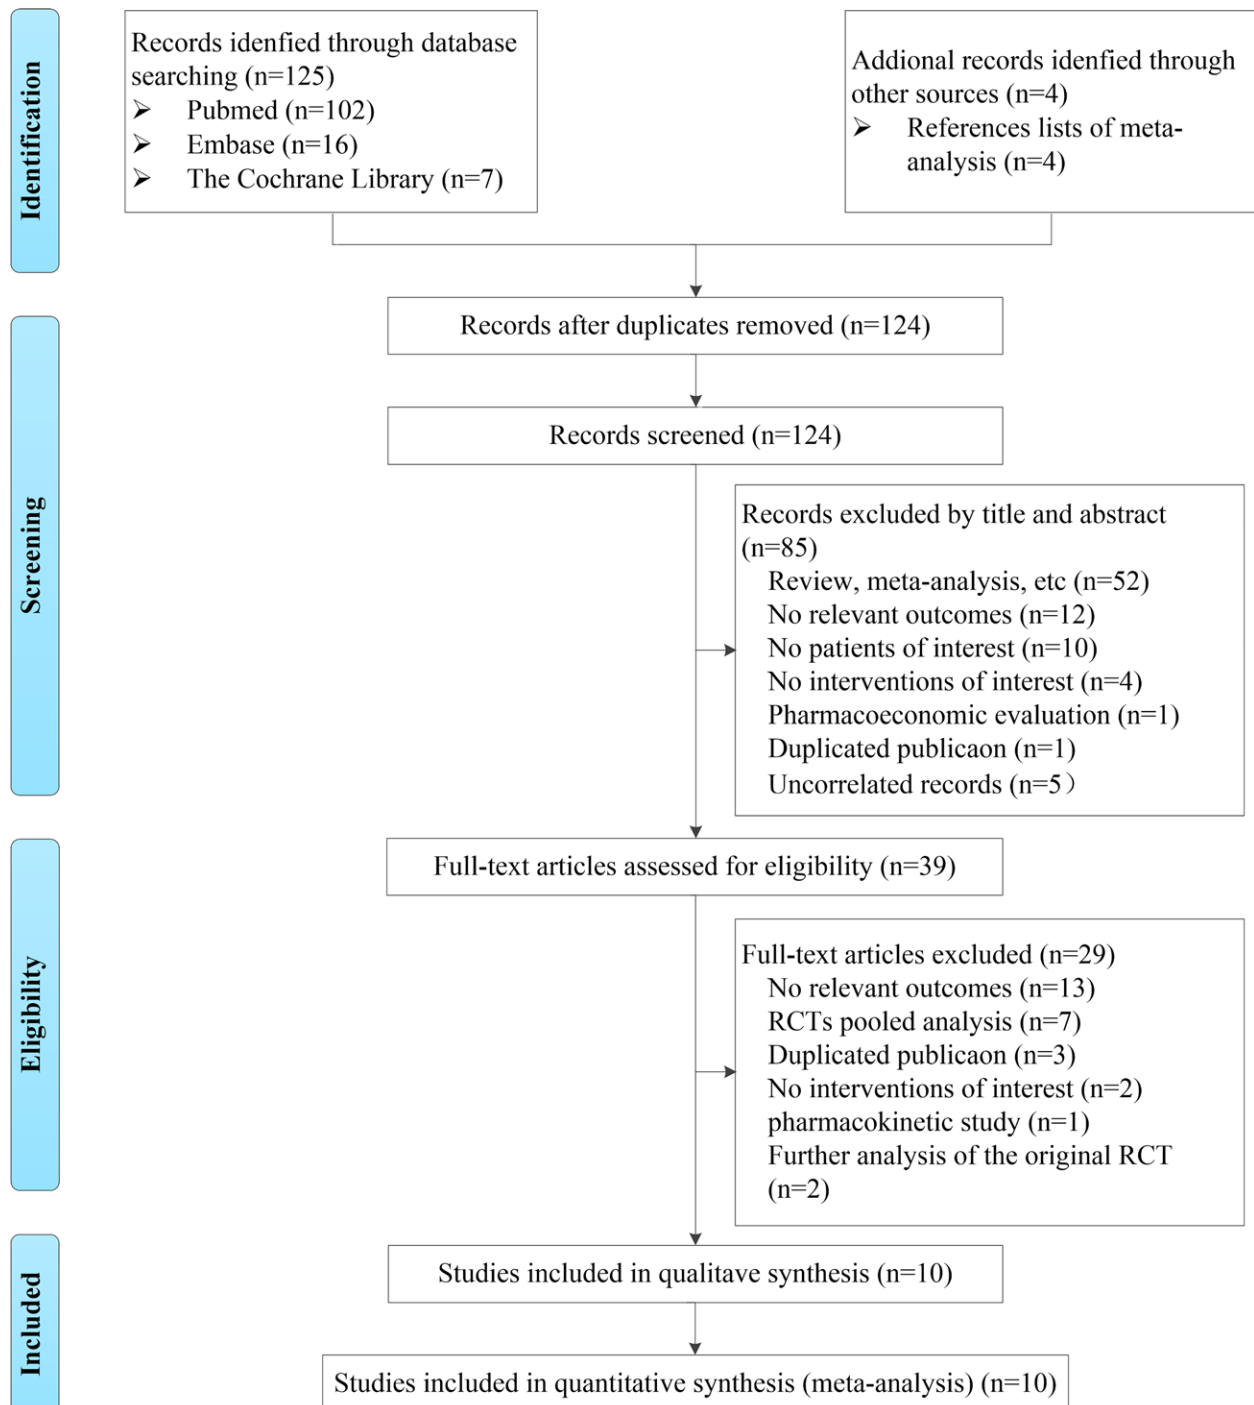 Identification
Records idenfied through database
searching (n=125)
➢ Pubmed (n=102)
➢ Embase (n=16)
➢ The Cochrane Library (n=7)
Addional records idenfied through
other sources (n=4)
➢ References lists of meta-
analysis (n=4)
Screening
Records after duplicates removed (n=124)
Records screened (n=124)
Records excluded by title and abstract
(n=85)
Review, meta-analysis, etc (n=52)
No relevant outcomes (n=12)
No patients of interest (n=10)
No interventions of interest (n=4)
Pharmacoeconomic evaluation (n=1)
Duplicated publicaon (n=1)
Uncorrelated records (n=5）
Eligibility
Full-text articles assessed for eligibility (n=39)
Full-text articles excluded (n=29)
No relevant outcomes (n=13)
RCTs pooled analysis (n=7)
Duplicated publicaon (n=3)
No interventions of interest (n=2)
pharmacokinetic study (n=1)
Further analysis of the original RCT
(n=2)
Included
Studies included in qualitave synthesis (n=10)
Studies included in quantitative synthesis (meta-analysis) (n=10)